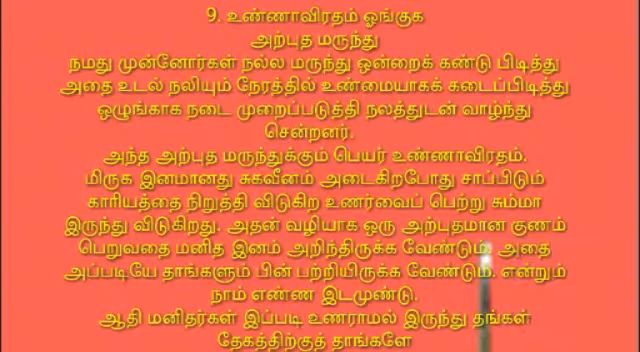 9. உண்ணாவிரதம் ஓங்குக
அற்புத மருந்து
நமது முன்னோர்கள் நல்ல மருந்து ஒன்றைக் கண்டு பிடித்து
அதை உடல் நலியும் நேரத்தில் உண்மையாகக் கடைப்பிடித்து
ஒழுங்காக நடை முறைப்படுத்தி நலத்துடன் வாழ்ந்து
சென்றனர்.
அந்த அற்புத மருந்துக்கும் பெயர் உண்ணாவிரதம்.
மிருக இனமானது சுகவீனம் அடைகிறபோது சாப்பிடும்
காரியத்தை நிறுத்தி விடுகிற உணர்வைப் பெற்று சும்மா
இருந்து விடுகிறது. அதன் வழியாக ஒரு அற்புதமான குணம்
பெறுவதை மனித இனம் அறிந்திருக்க வேண்டும். அதை
அப்படியே தாங்களும் பின் பற்றியிருக்க வேண்டும். என்றும்
நாம் எண்ண இடமுண்டு.
ஆதி மனிதர்கள் இப்படி உணராமல் இருந்து தங்கள்
தேகத்திற்குத் தாங்களே